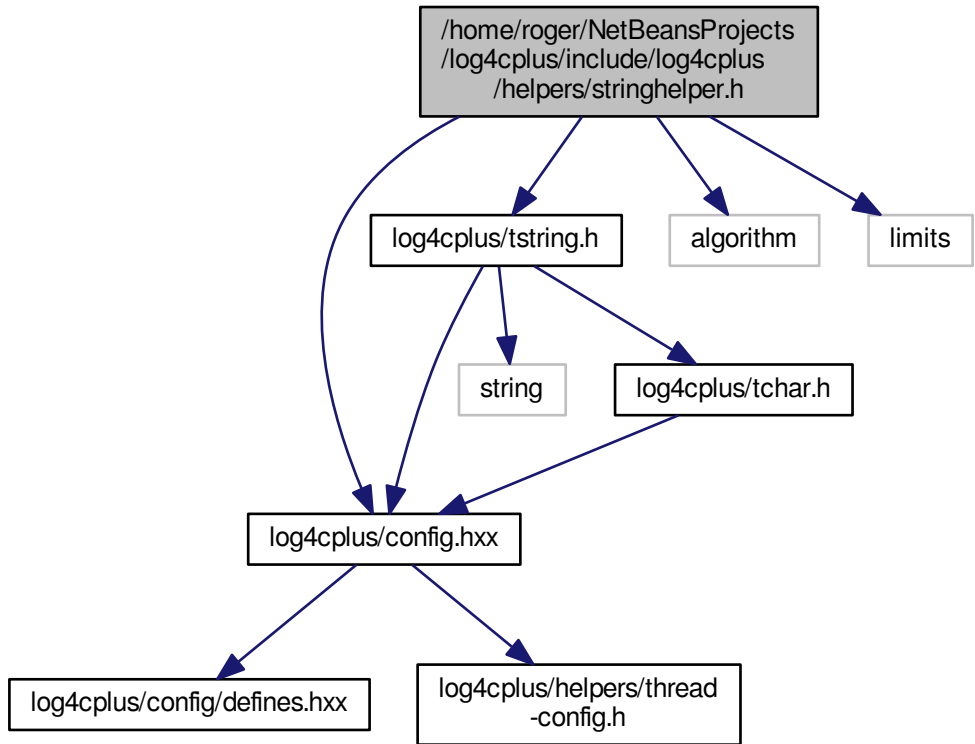 /home/roger/NetBeansProjects
/log4cplus/include/log4cplus
/helpers/stringhelper.h
log4cplus/tstring.h
algorithm
limits
string
log4cplus/tchar.h
log4cplus/config.hxx
log4cplus/config/defines.hxx
log4cplus/helpers/thread
-config.h